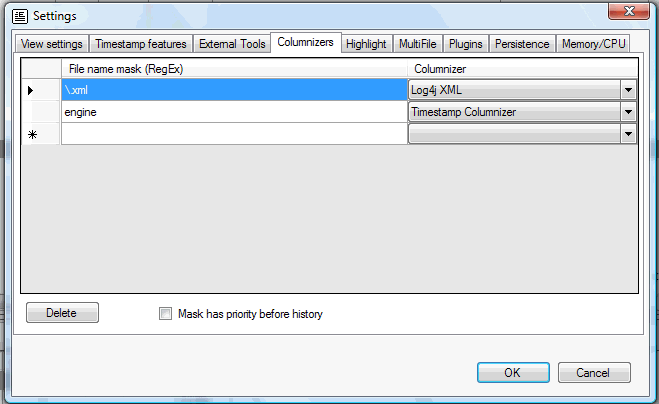 Settings
View settings Timestamp features External Tools Columnizers Highlight MultiFile Plugins Persistence Memory/CPU
File name mask (RegEx) Columnizer
\.xml Log4j XML
engine Timestamp Columnizer
Delete Mask has priority before history
OK Cancel